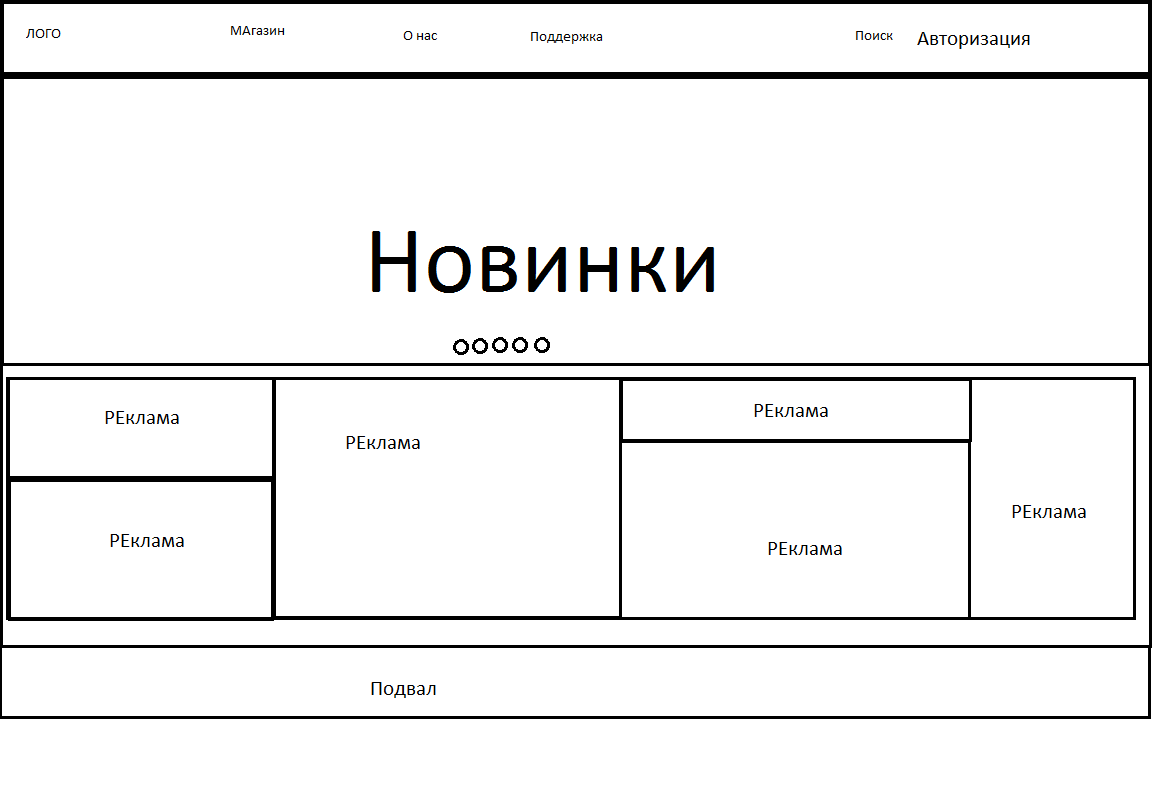 ЛОГО
МАгазин
О нас
Поддержка
Поиск
Авторизация
Новинки
РЕклама
РЕклама
РЕклама
РЕклама
РЕклама
РЕклама
Подвал